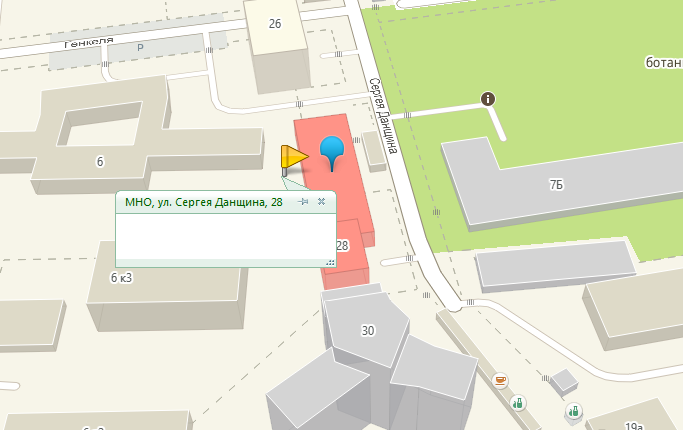 26
Генкеля
P
Сергея Данщина
ботан
6
7Б
МНО, ул. Сергея Данщина, 28
28
6 к3
30
19а